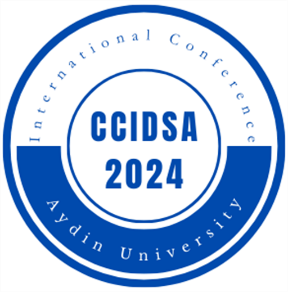 International Conference
CCIDSA
2024
Aydin University